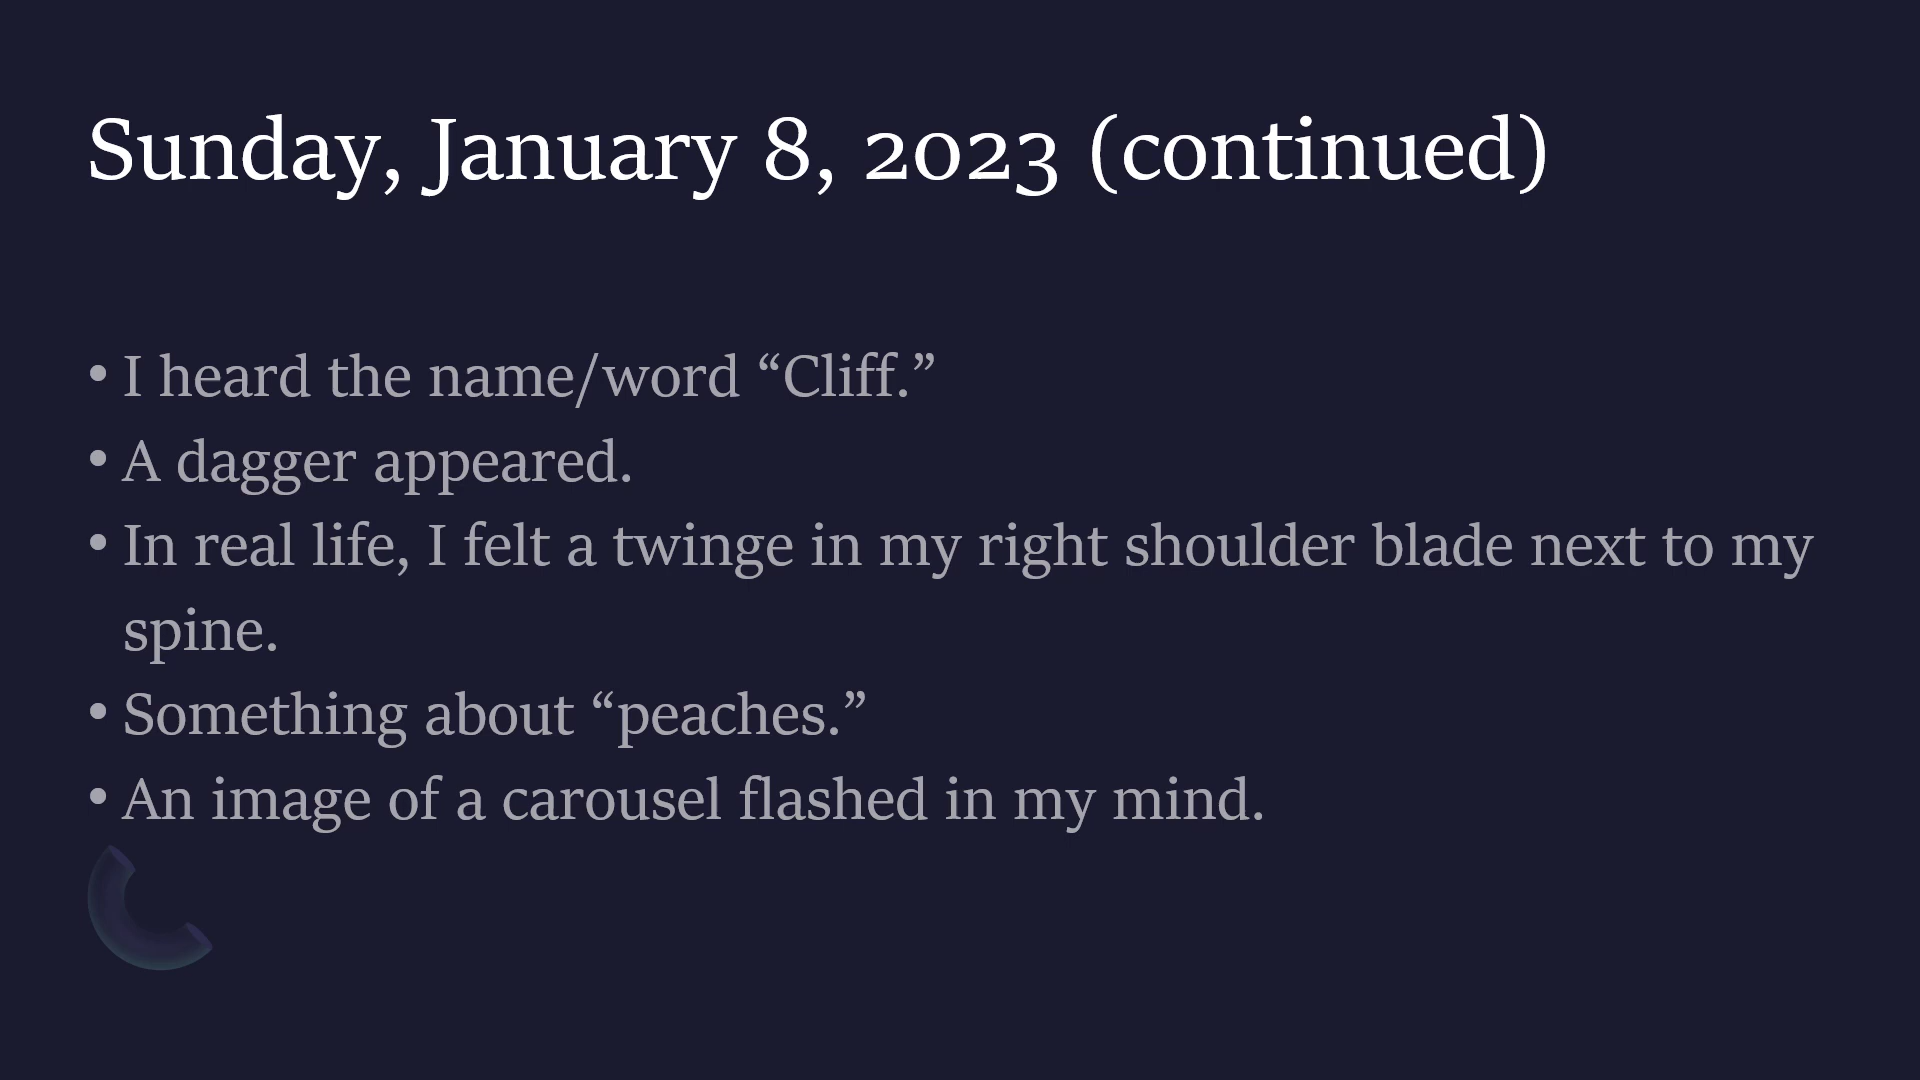 Sunday, January 8, 2023 (continued)
• I heard the name/word “Cliff.”
• A dagger appeared.
• In real life, I felt a twinge in my right shoulder blade next to my
spine.
• Something about “peaches.”
• An image of a carousel flashed in my mind.